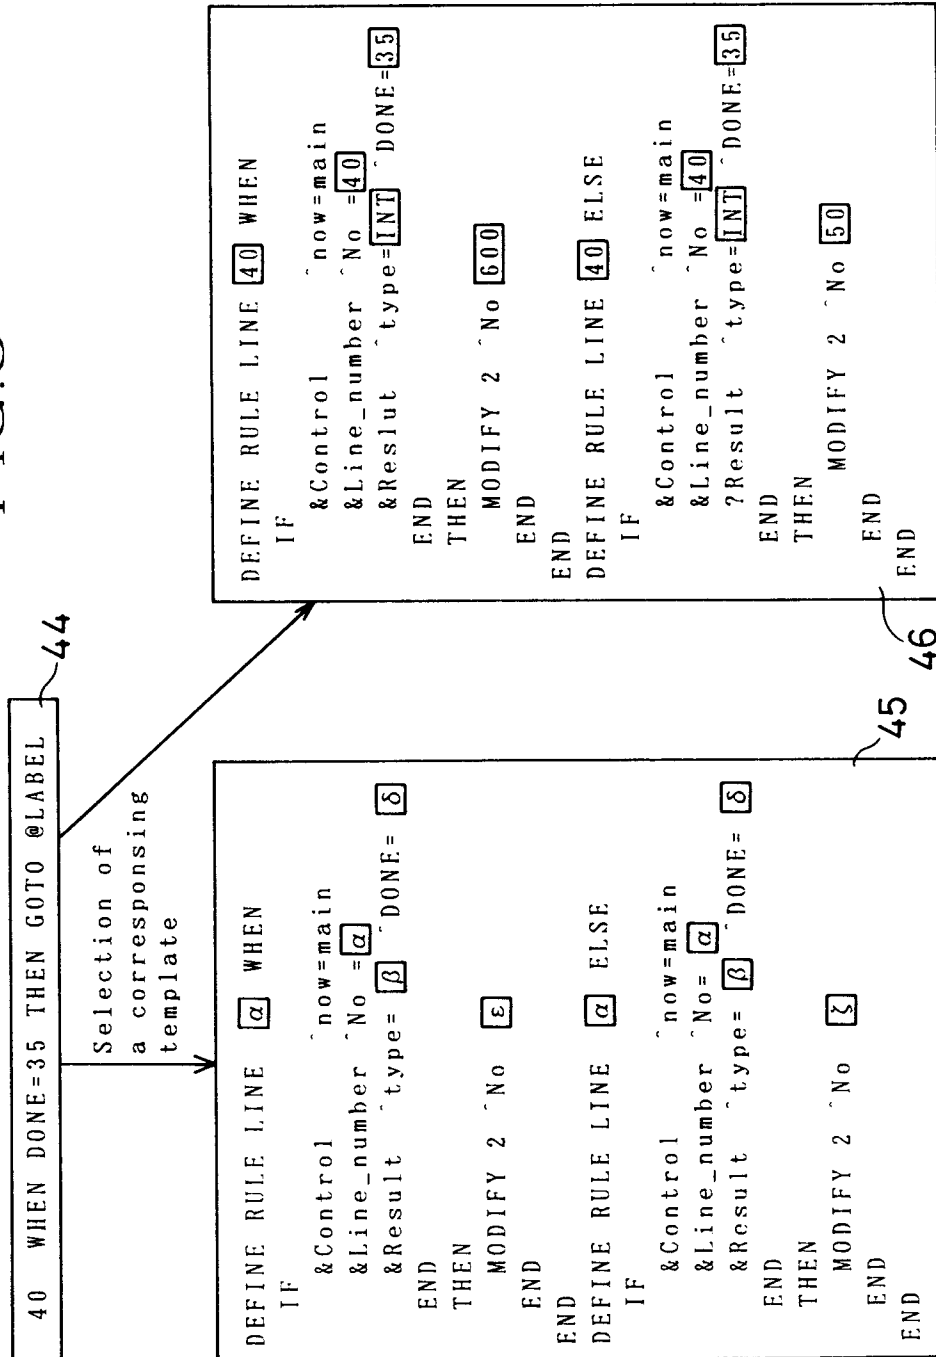 40 WHEN DONE=35 THEN GOTO @LABEL
44
Selection of
a corresponsing
template
DEFINE RULE LINE α WHEN
IF
&Control ^now=main
&Line_number ^No = α
&Result ^type= β ^DONE= δ
END
THEN
MODIFY 2 ^No ε
END
END
DEFINE RULE LINE α ELSE
IF
&Control ^now=main
&Line_number ^No= α
&Result ^type= β ^DONE= δ
END
THEN
MODIFY 2 ^No ζ
END
END
45
DEFINE RULE LINE 40 WHEN
IF
&Control ^now=main
&Line_number ^No =40
&Reslut ^type=INT ^DONE=35
END
THEN
MODIFY 2 ^No 600
END
END
DEFINE RULE LINE 40 ELSE
IF
&Control ^now=main
&Line_number ^No =40
?Result ^type=INT ^DONE=35
END
THEN
MODIFY 2 ^No 50
END
END
46